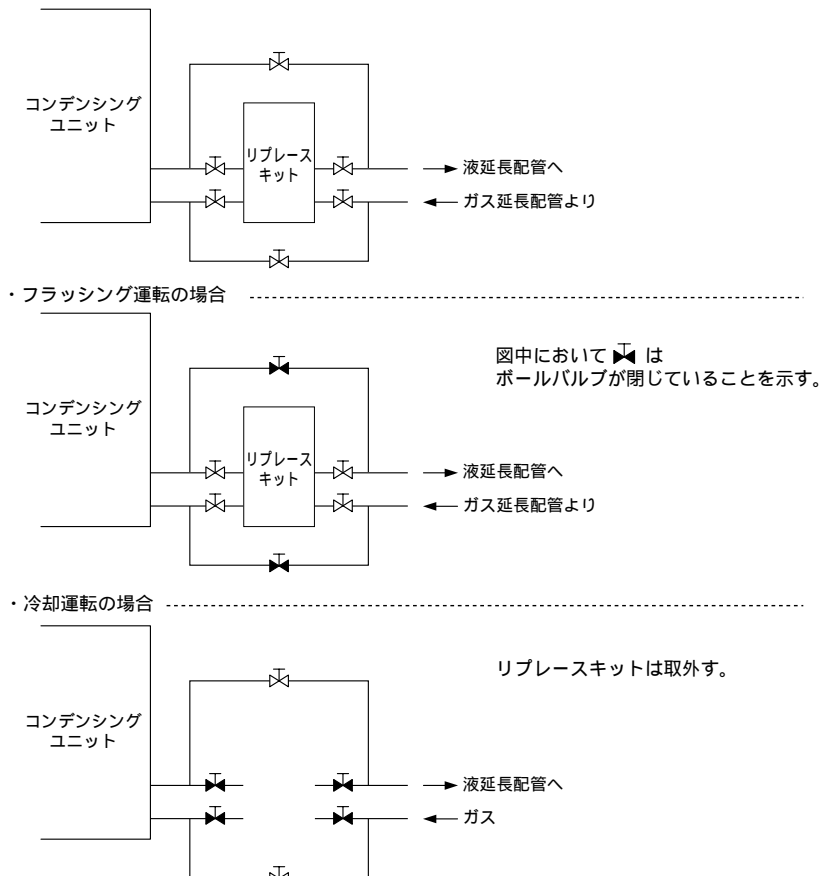 コンデンシング
ユニット
リプレース
キット
液延長配管へ
ガス延長配管より
・フラッシング運転の場合
図中において は
ボールバルブが閉じていることを示す。
コンデンシング
ユニット
リプレース
キット
液延長配管へ
ガス延長配管より
・冷却運転の場合
リプレースキットは取外す。
コンデンシング
ユニット
液延長配管へ
ガス